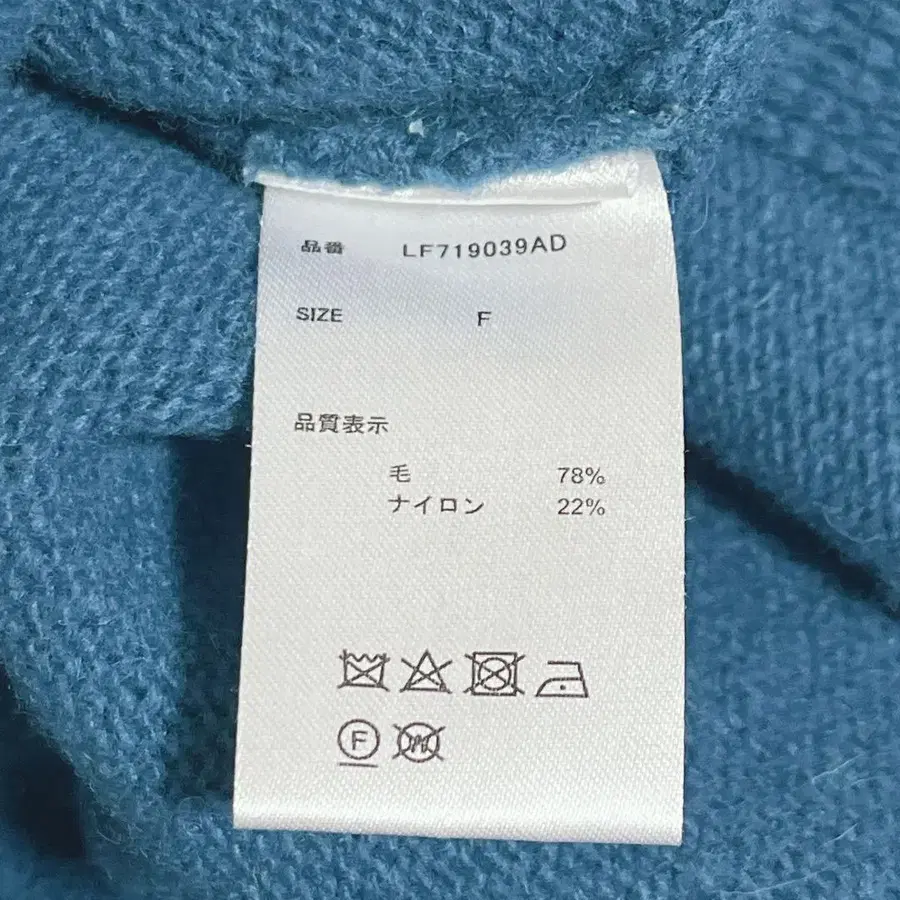 品番 LF719039AD
SIZE F
品質表示
毛 78%
ナイロン 22%
F
W